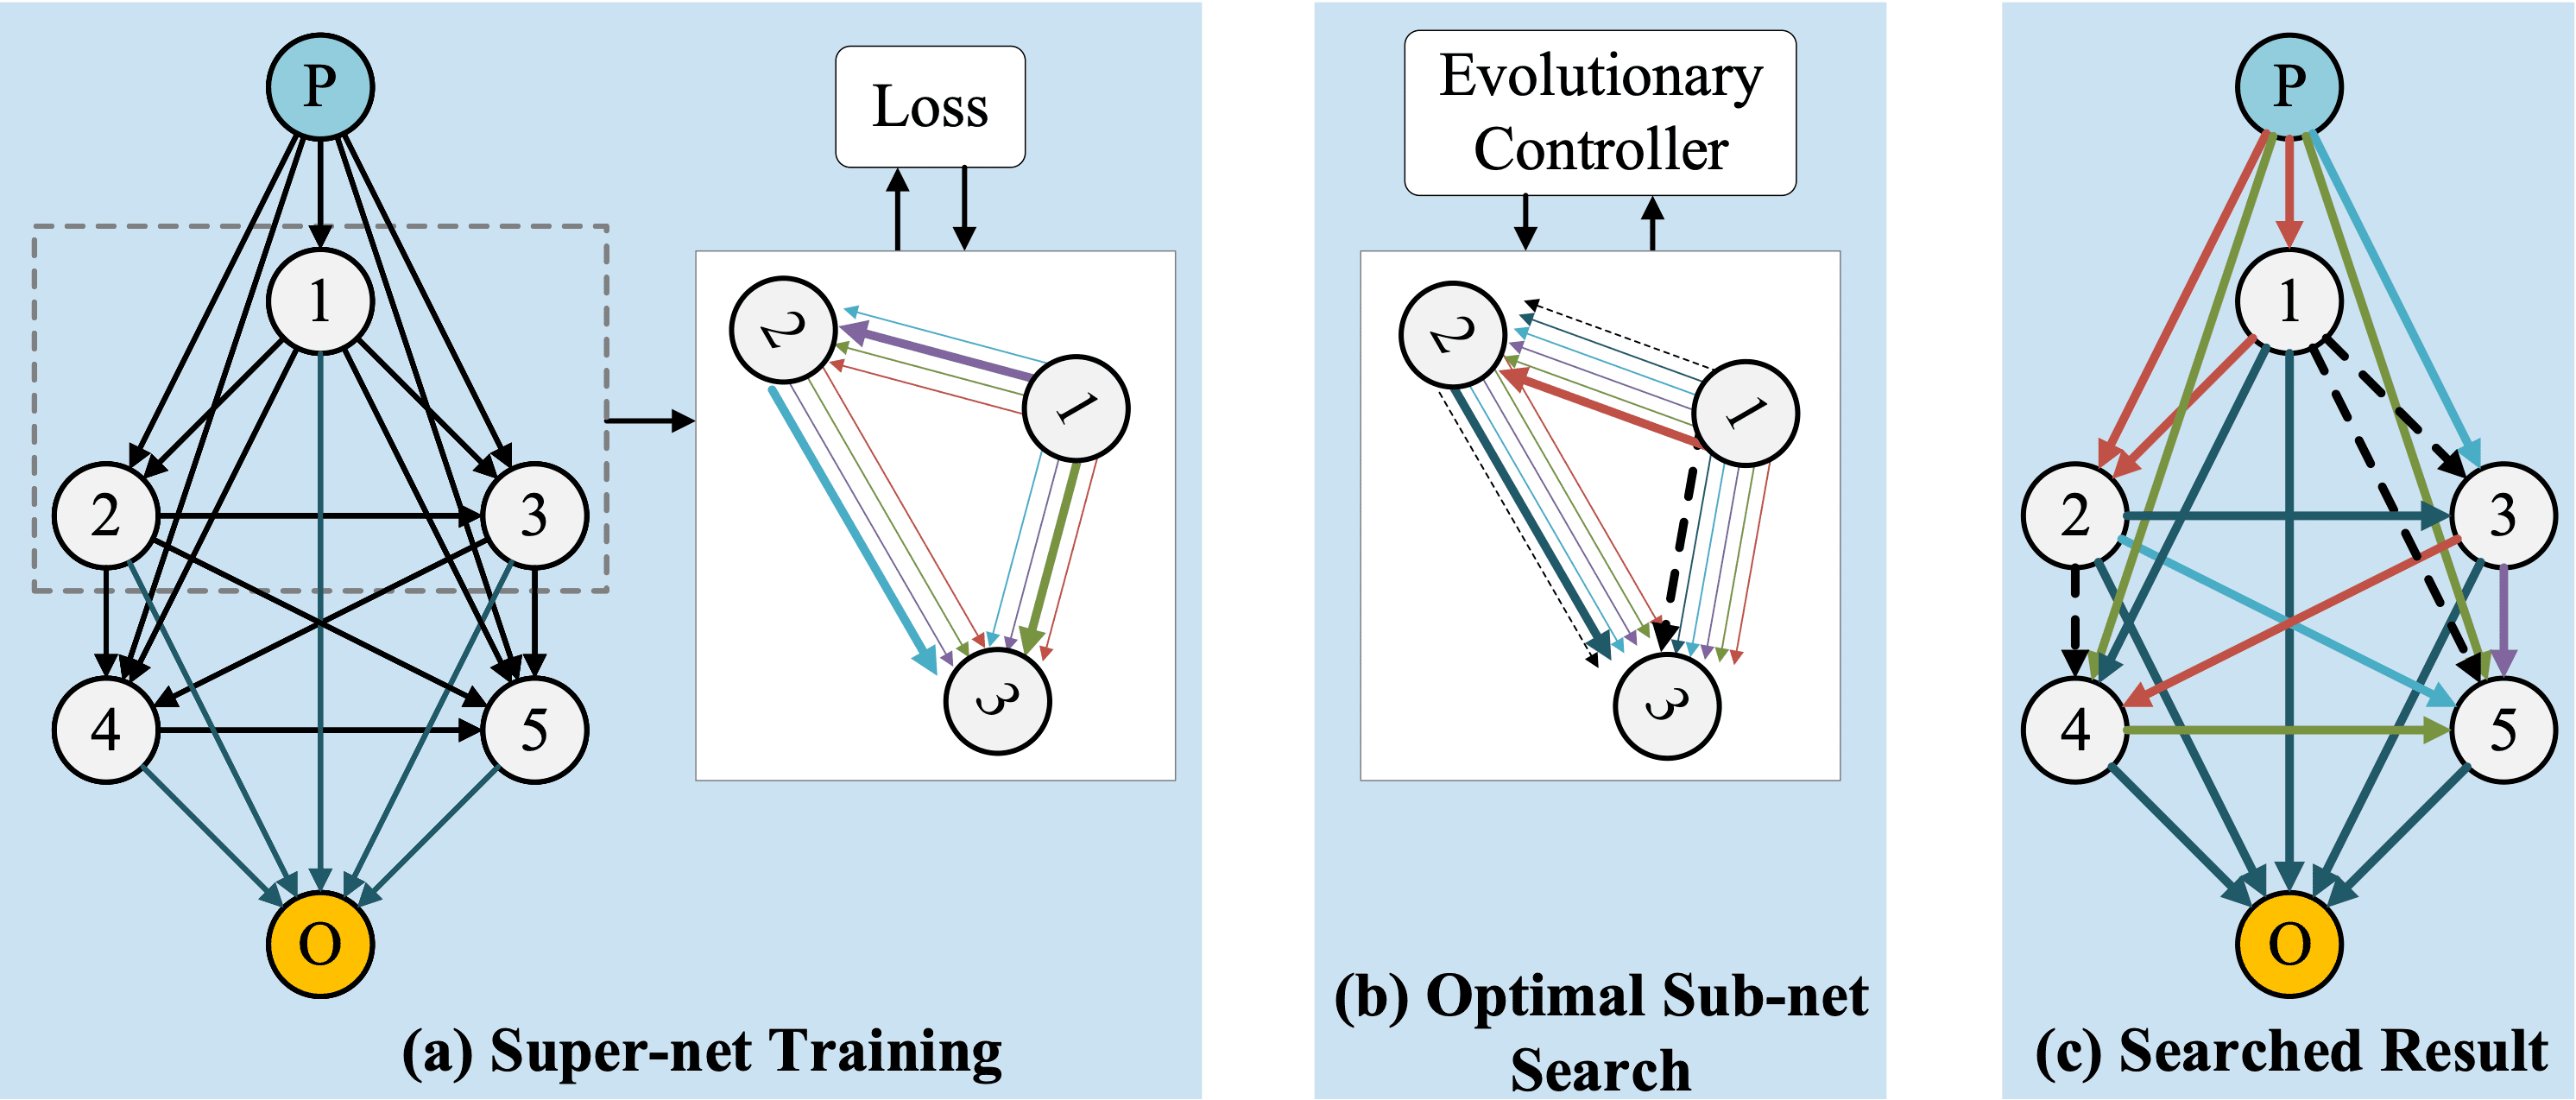 P
1
2
3
4
5
O
Loss
2
1
3
(a) Super-net Training
Evolutionary
Controller
2
1
3
(b) Optimal Sub-net
Search
P
1
2
3
4
5
O
(c) Searched Result